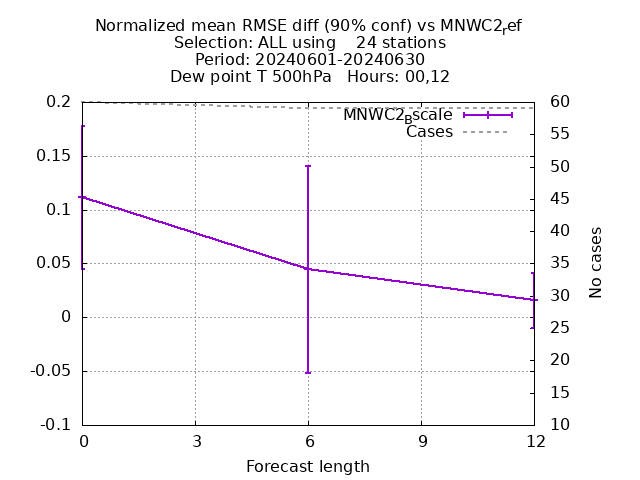 Normalized mean RMSE diff (90% conf) vs MNWC2ref
Selection: ALL using 24 stations
Period: 20240601-20240630
Dew point T 500hPa Hours: 00,12
MNWC2Bscale
Cases
0.2
0.15
0.1
0.05
0
-0.05
-0.1
60
55
50
45
40
35
30
25
20
15
10
No cases
0 3 6 9 12
Forecast length